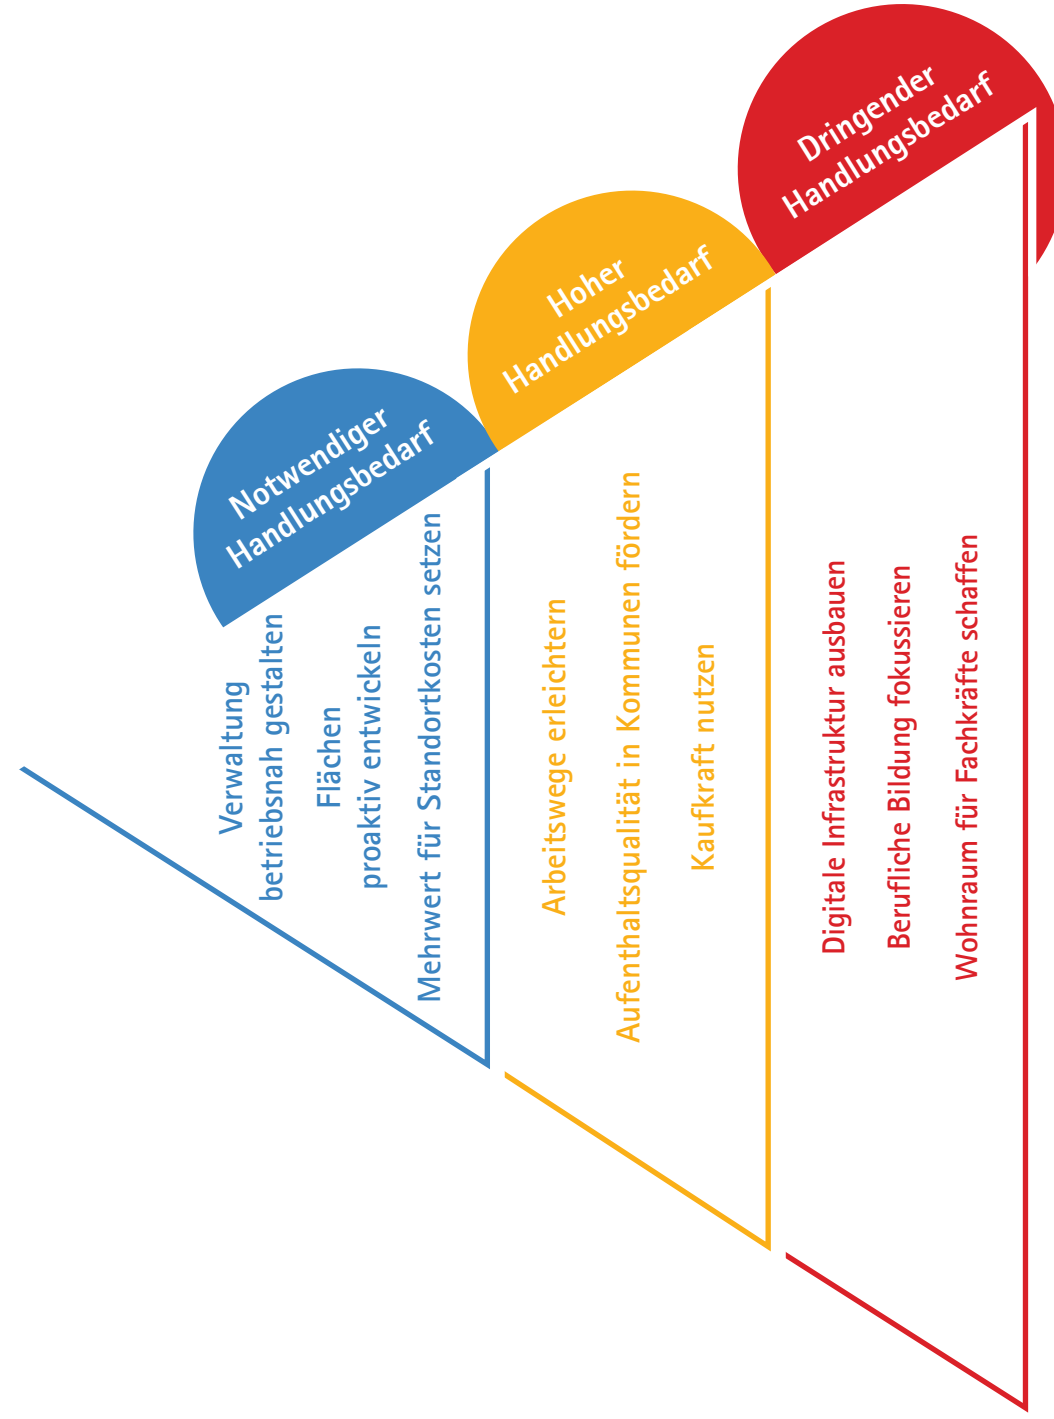 Notwendiger
Handlungsbedarf
Verwaltung
betriebsnah gestalten
Flächen
proaktiv entwickeln
Mehrwert für Standortkosten setzen
Hoher
Handlungsbedarf
Arbeitswege erleichtern
Aufenthaltsqualität in Kommunen fördern
Kaufkraft nutzen
Dringender
Handlungsbedarf
Digitale Infrastruktur ausbauen
Berufliche Bildung fokussieren
Wohnraum für Fachkräfte schaffen